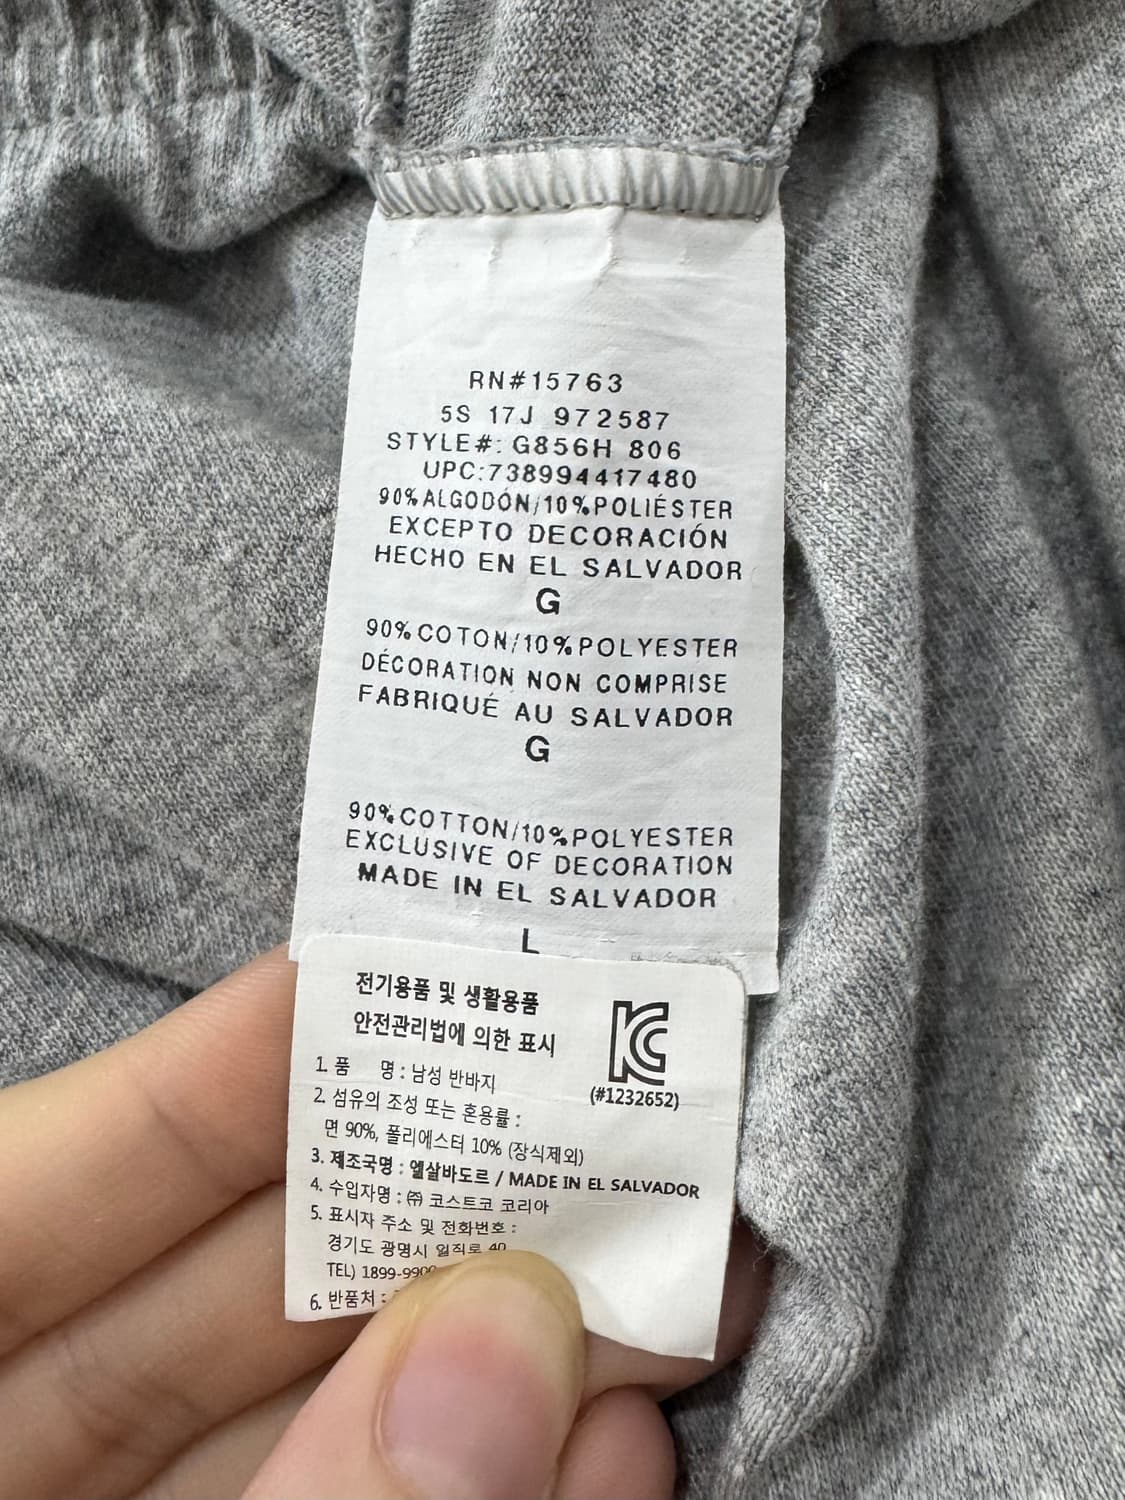 RN#15763
5S 17J 972587
STYLE#: G856H 806
UPC:738994417480
90%ALGODÓN/10%POLIÉSTER
EXCEPTO DECORACIÓN
HECHO EN EL SALVADOR
G
90%COTON/10%POLYESTER
DÉCORATION NON COMPRISE
FABRIQUÉ AU SALVADOR
G
90%COTTON/10%POLYESTER
EXCLUSIVE OF DECORATION
MADE IN EL SALVADOR
L
전기용품 및 생활용품
안전관리법에 의한 표시
KC
(#1232652)
1. 품 명 : 남성 반바지
2. 섬유의 조성 또는 혼용률 :
면 90%, 폴리에스터 10% (장식제외)
3. 제조국명 : 엘살바도르 / MADE IN EL SALVADOR
4. 수입자명 : ㈜ 코스트코 코리아
5. 표시자 주소 및 전화번호 :
경기도 광명시 일직로 40
TEL) 1899-9900
6. 반품처 :